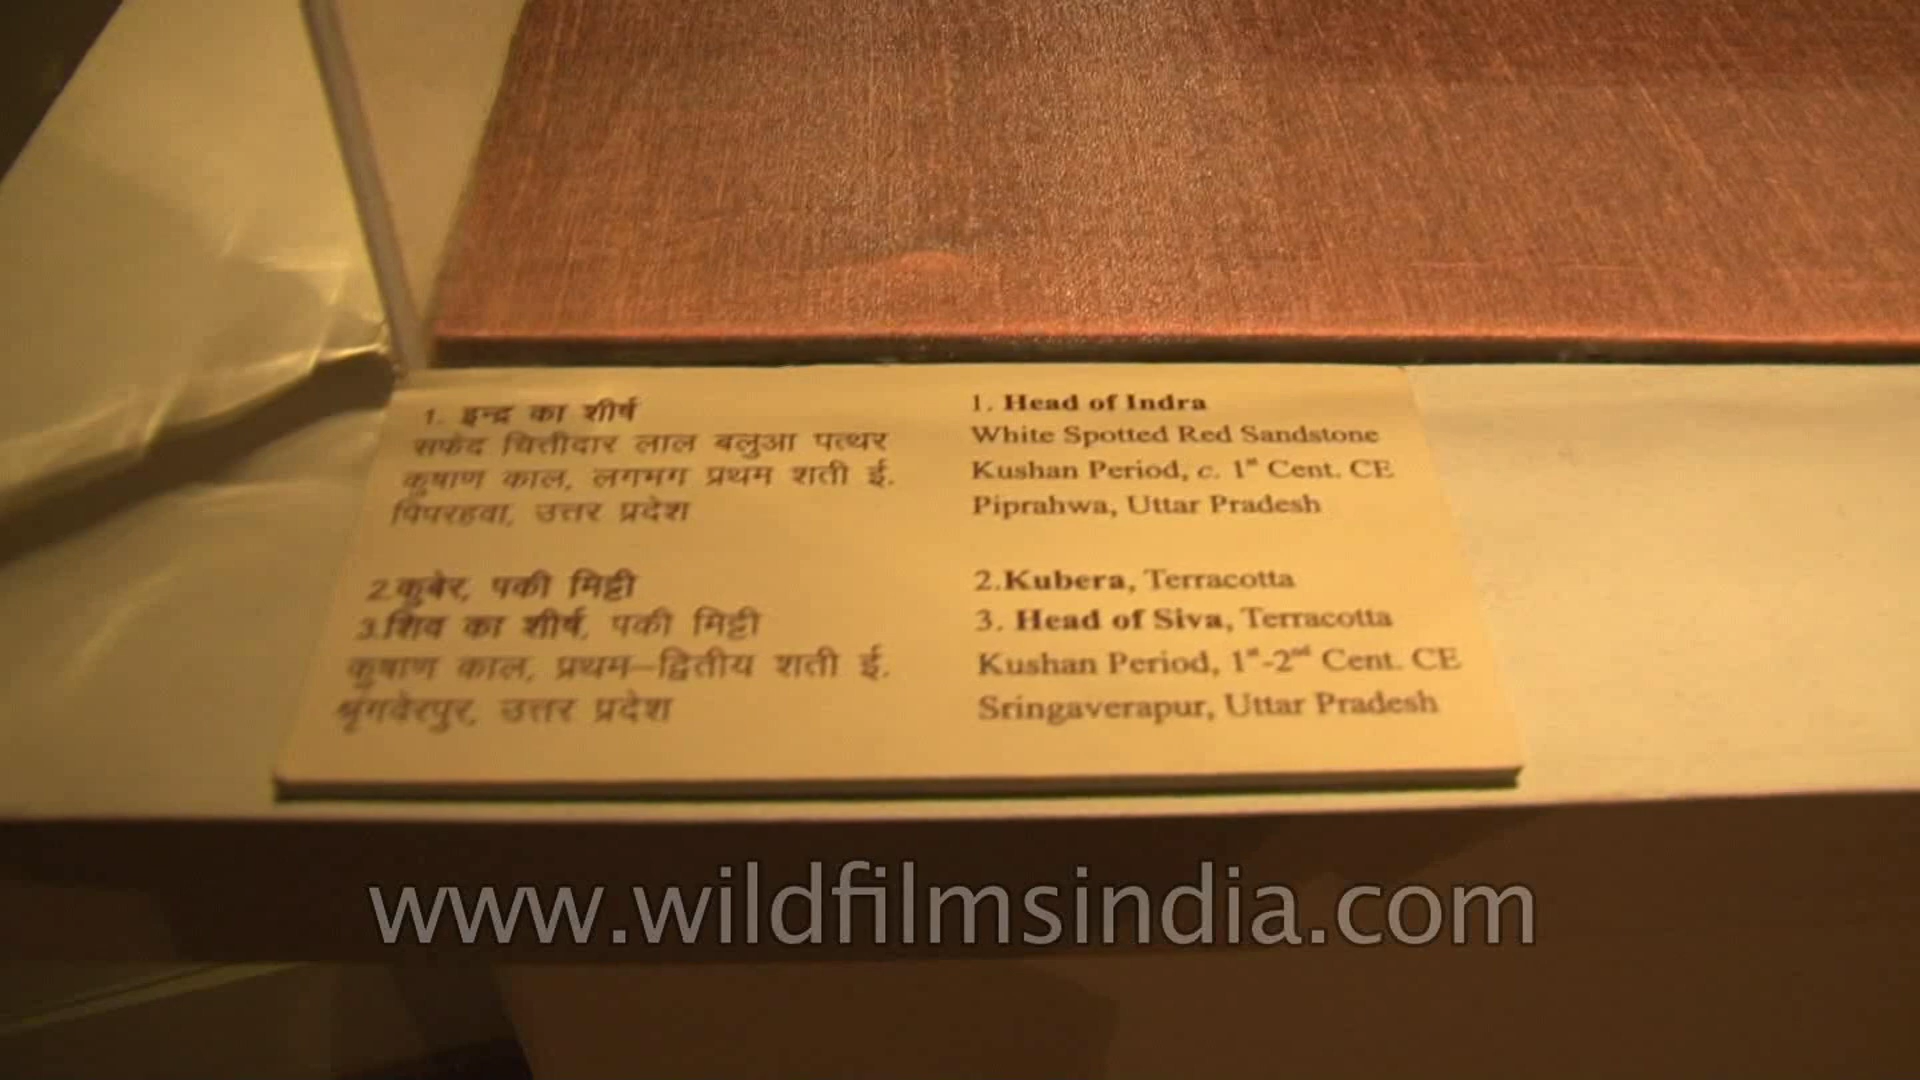 1. इन्द्र का शीर्ष
सफेद चित्तीदार लाल बलुआ पत्थर
कुषाण काल, लगभग प्रथम शती ई.
पिपरहवा, उत्तर प्रदेश
2.कुबेर, पकी मिट्टी
3.शिव का शीर्ष, पकी मिट्टी
कुषाण काल, प्रथम–द्वितीय शती ई.
श्रृंगवेरपुर, उत्तर प्रदेश
1. Head of Indra
White Spotted Red Sandstone
Kushan Period, c. 1st Cent. CE
Piprahwa, Uttar Pradesh
2.Kubera, Terracotta
3. Head of Siva, Terracotta
Kushan Period, 1st-2nd Cent. CE
Sringaverapur, Uttar Pradesh
www.wildfilmsindia.com